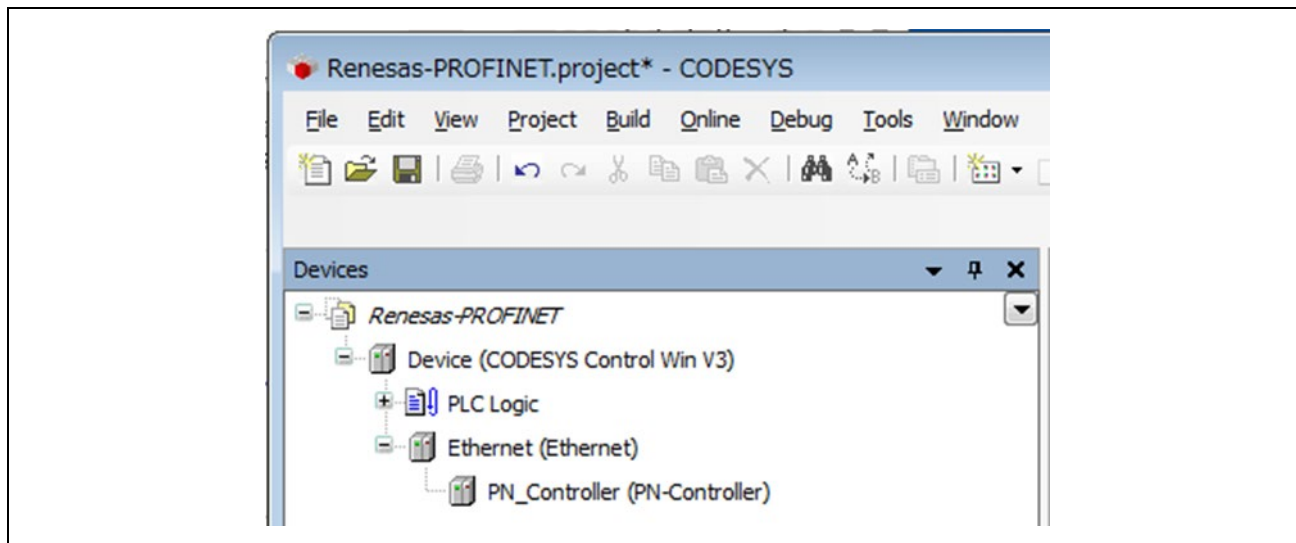 Renesas-PROFINET.project* - CODESYS
File Edit View Project Build Online Debug Tools Window
Devices
Renesas-PROFINET
Device (CODESYS Control Win V3)
PLC Logic
Ethernet (Ethernet)
PN_Controller (PN-Controller)